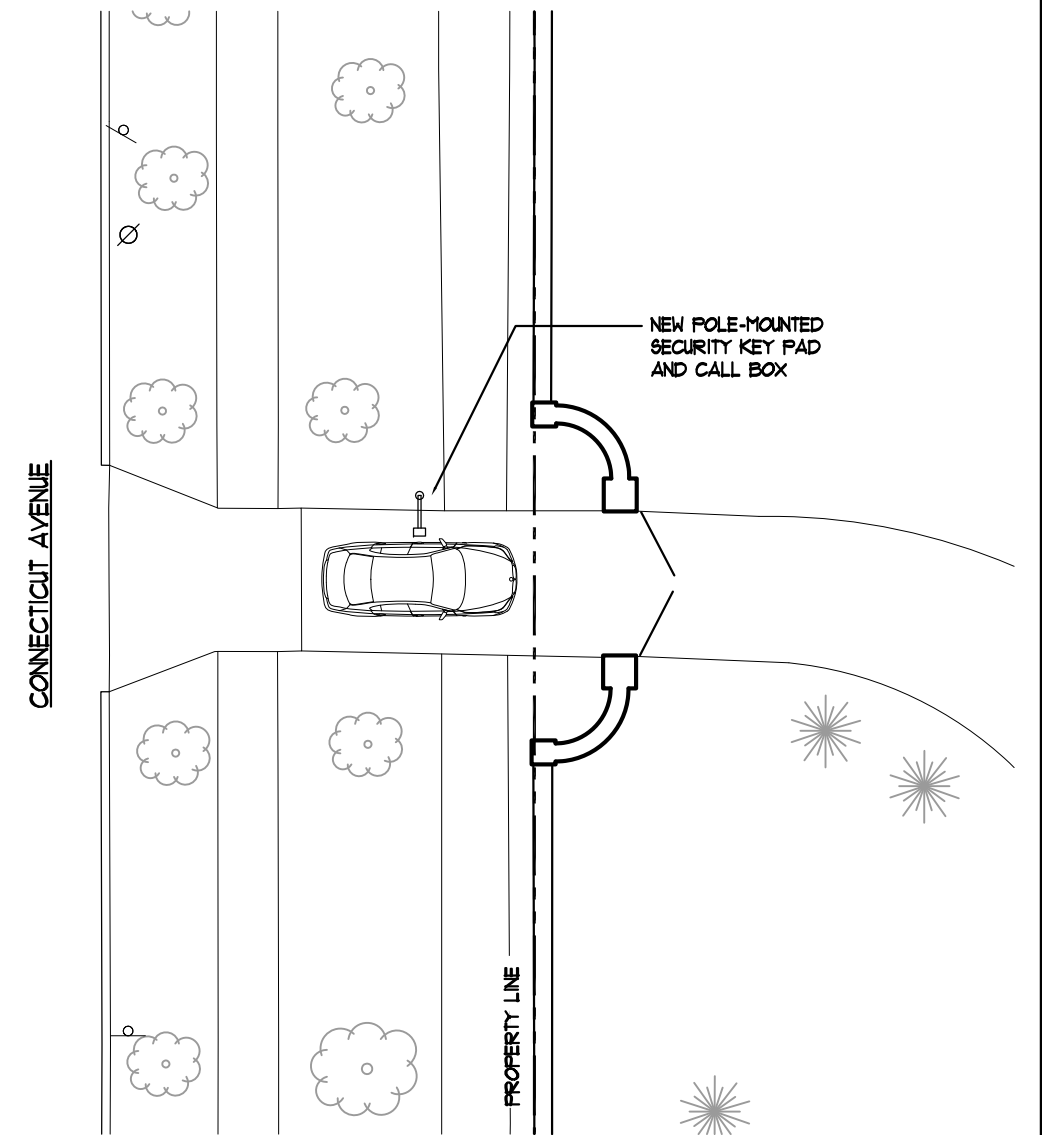 NEW POLE-MOUNTED
SECURITY KEY PAD
AND CALL BOX
CONNECTICUT AVENUE
PROPERTY LINE